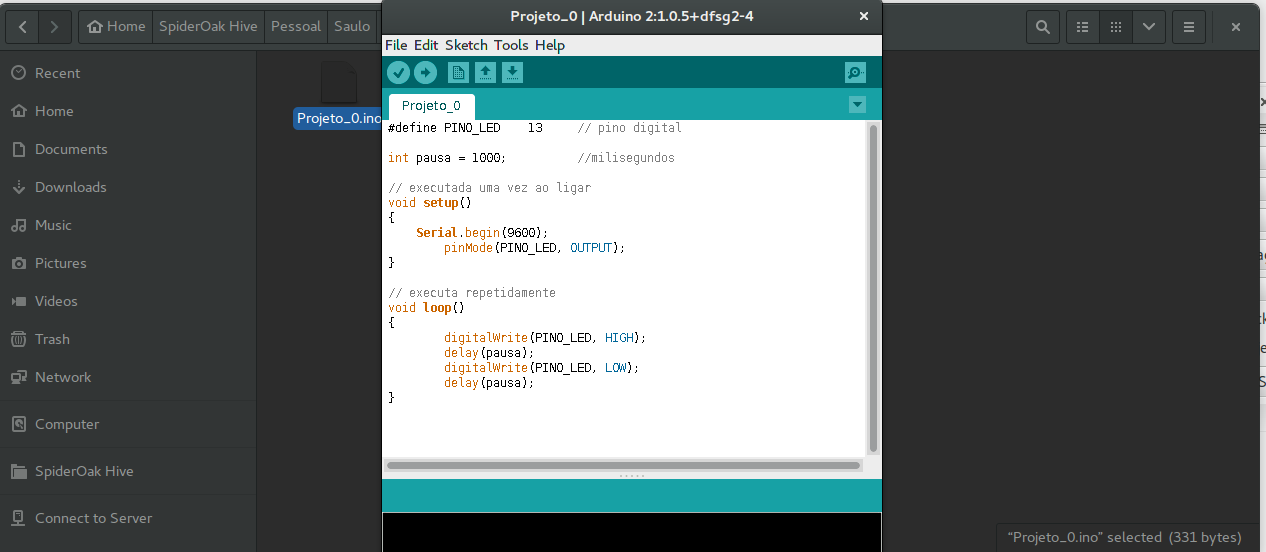 Projeto_0 | Arduino 2:1.0.5+dfsg2-4
Home SpiderOak Hive Pessoal Saulo
File Edit Sketch Tools Help
Recent
Home
Documents
Downloads
Music
Pictures
Videos
Trash
Network
Computer
SpiderOak Hive
Connect to Server
Projeto_0.ino
Projeto_0
#define PINO_LED    13     // pino digital
int pausa = 1000;          //milisegundos
// executada uma vez ao ligar
void setup()
{
    Serial.begin(9600);
        pinMode(PINO_LED, OUTPUT);
}
// executa repetidamente
void loop()
{
        digitalWrite(PINO_LED, HIGH);
        delay(pausa);
        digitalWrite(PINO_LED, LOW);
        delay(pausa);
}
“Projeto_0.ino” selected (331 bytes)